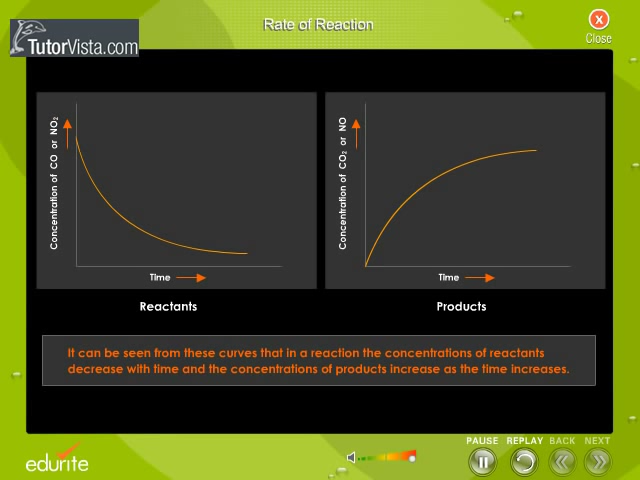 Rate of Reaction
TutorVista.com
Close
Concentration of CO or NO₂
Time
Concentration of CO₂ or NO
Time
Reactants
Products
It can be seen from these curves that in a reaction the concentrations of reactants
decrease with time and the concentrations of products increase as the time increases.
PAUSE REPLAY BACK NEXT
edurite